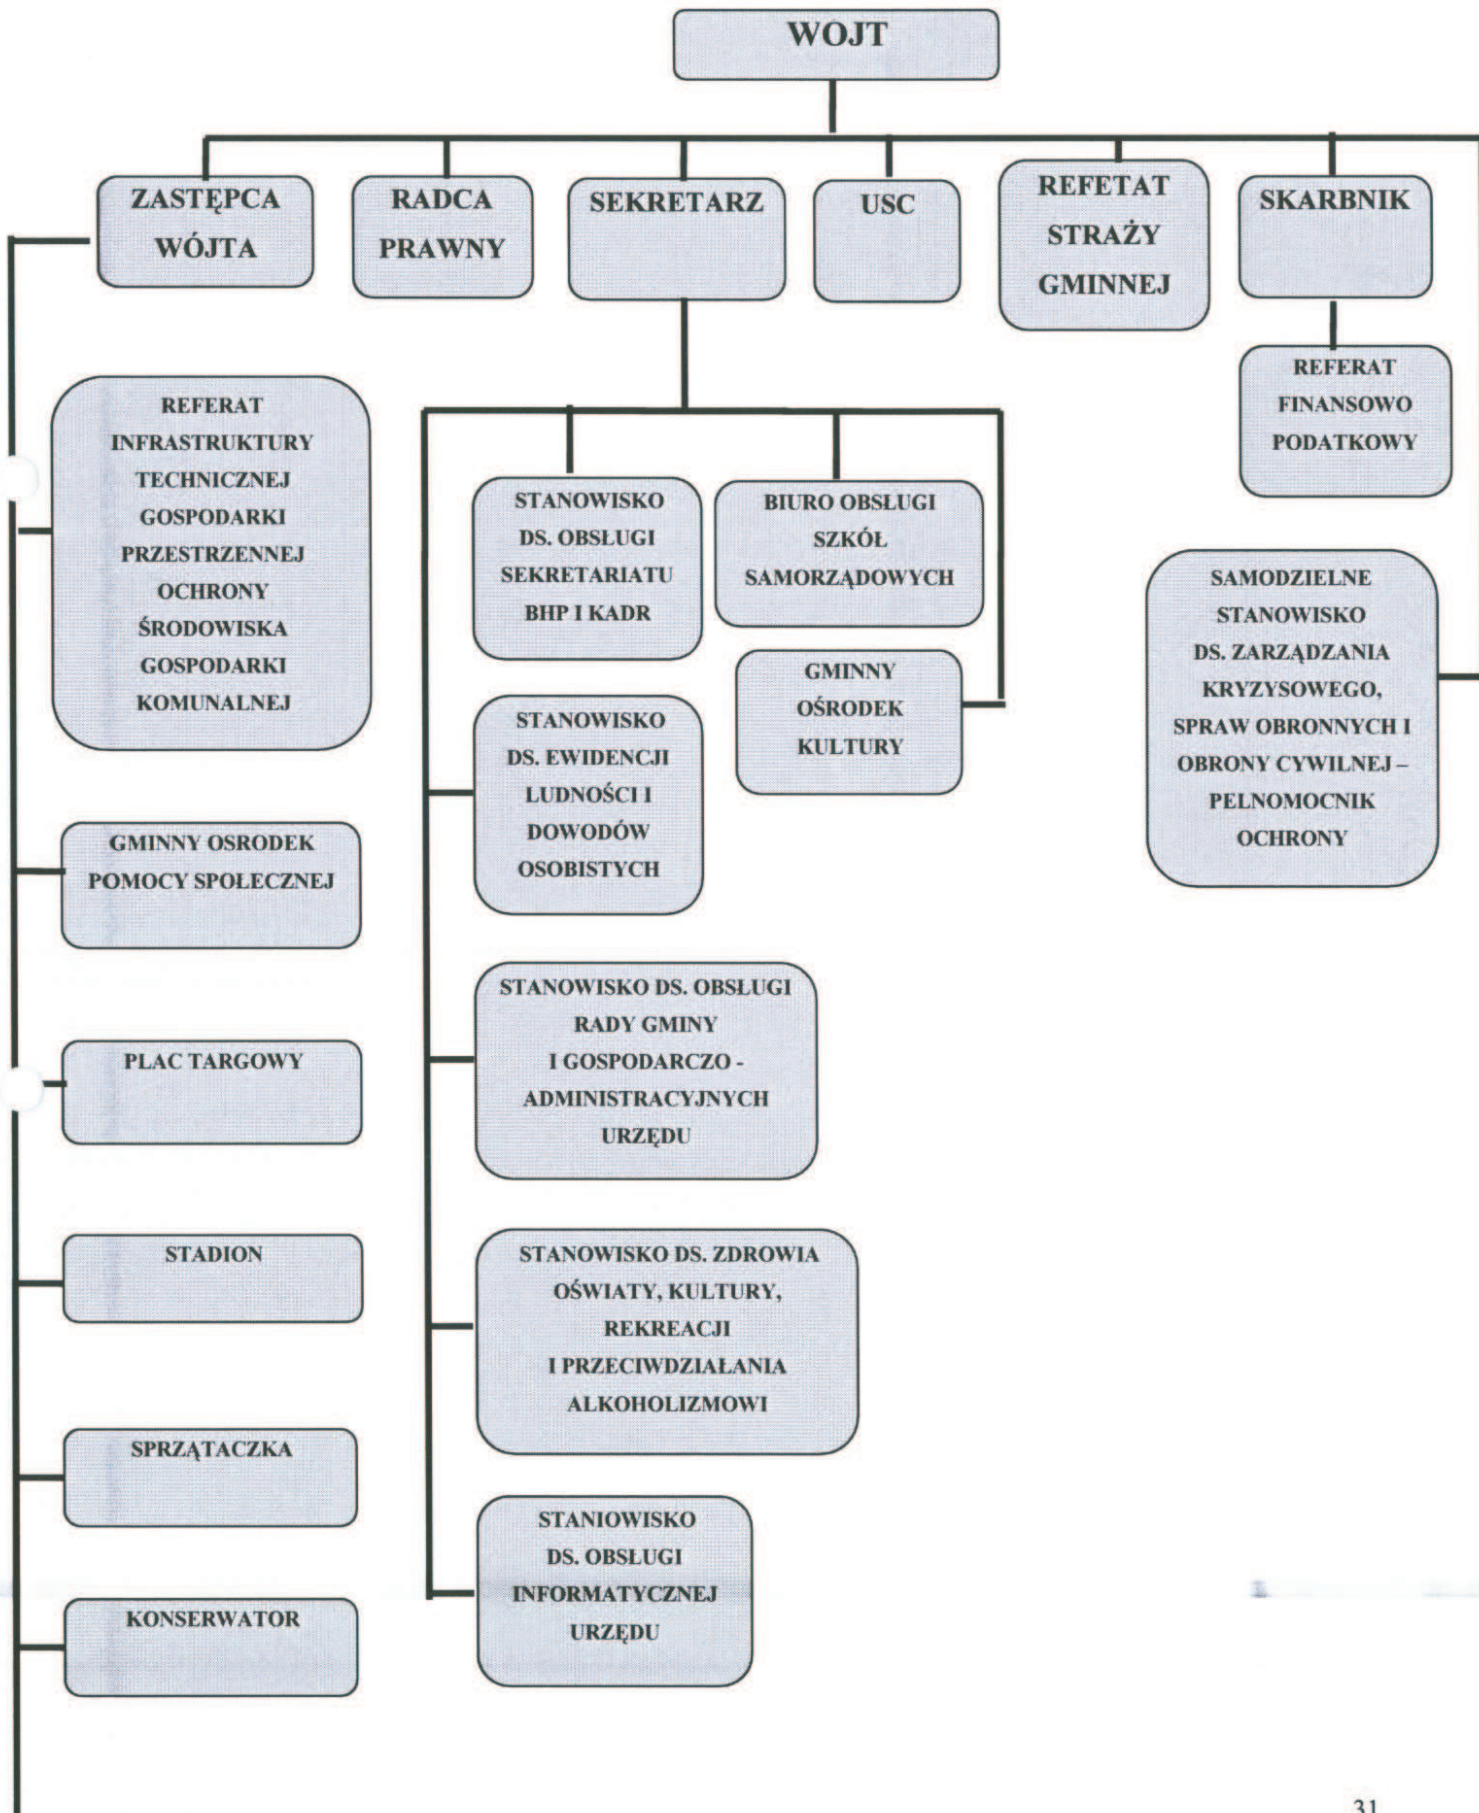 WOJT
ZASTĘPCA
WÓJTA
RADCA
PRAWNY
SEKRETARZ
USC
REFETAT
STRAŻY
GMINNEJ
SKARBNIK
REFERAT
FINANSOWO
PODATKOWY
REFERAT
INFRASTRUKTURY
TECHNICZNEJ
GOSPODARKI
PRZESTRZENNEJ
OCHRONY
ŚRODOWISKA
GOSPODARKI
KOMUNALNEJ
STANOWISKO
DS. OBSŁUGI
SEKRETARIATU
BHP I KADR
BIURO OBSŁUGI
SZKÓŁ
SAMORZĄDOWYCH
SAMODZIELNE
STANOWISKO
DS. ZARZĄDZANIA
KRYZYSOWEGO,
SPRAW OBRONNYCH I
OBRONY CYWILNEJ –
PEŁNOMOCNIK
OCHRONY
GMINNY
OŚRODEK
KULTURY
STANOWISKO
DS. EWIDENCJI
LUDNOŚCI I
DOWODÓW
OSOBISTYCH
GMINNY OSRODEK
POMOCY SPOŁECZNEJ
STANOWISKO DS. OBSŁUGI
RADY GMINY
I GOSPODARCZO -
ADMINISTRACYJNYCH
URZĘDU
PLAC TARGOWY
STADION
STANOWISKO DS. ZDROWIA
OŚWIATY, KULTURY,
REKREACJI
I PRZECIWDZIAŁANIA
ALKOHOLIZMOWI
SPRZĄTACZKA
STANIOWISKO
DS. OBSŁUGI
INFORMATYCZNEJ
URZĘDU
KONSERWATOR
31